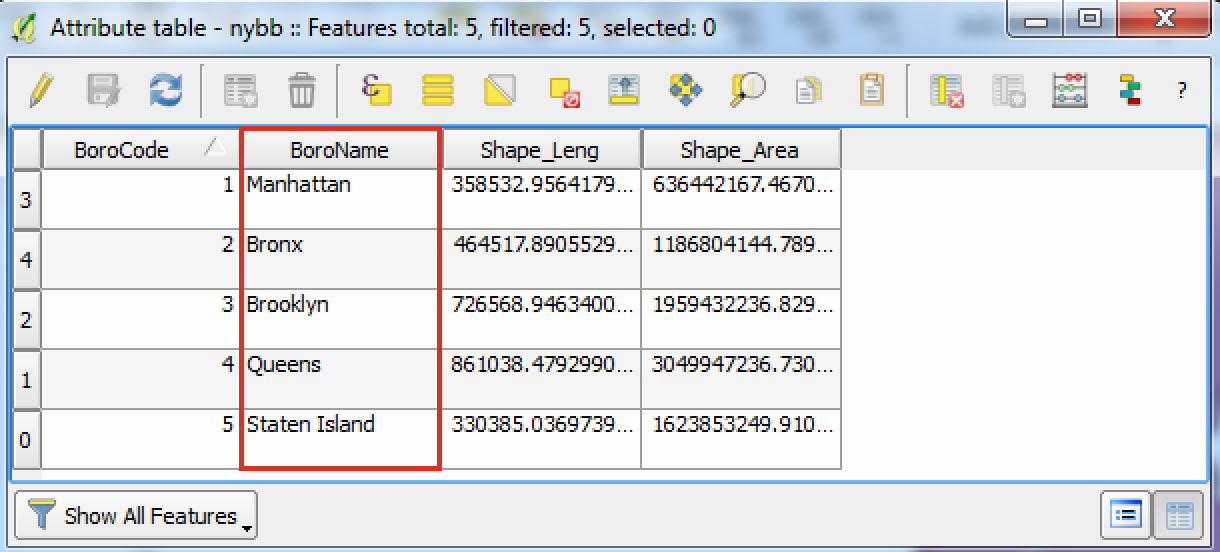 Attribute table - nybb :: Features total: 5, filtered: 5, selected: 0
?
BoroCode BoroName Shape_Leng Shape_Area
3 1 Manhattan 358532.9564179... 636442167.4670...
4 2 Bronx 464517.8905529... 1186804144.789...
2 3 Brooklyn 726568.9463400... 1959432236.829...
1 4 Queens 861038.4792990... 3049947236.730...
0 5 Staten Island 330385.0369739... 1623853249.910...
Show All Features